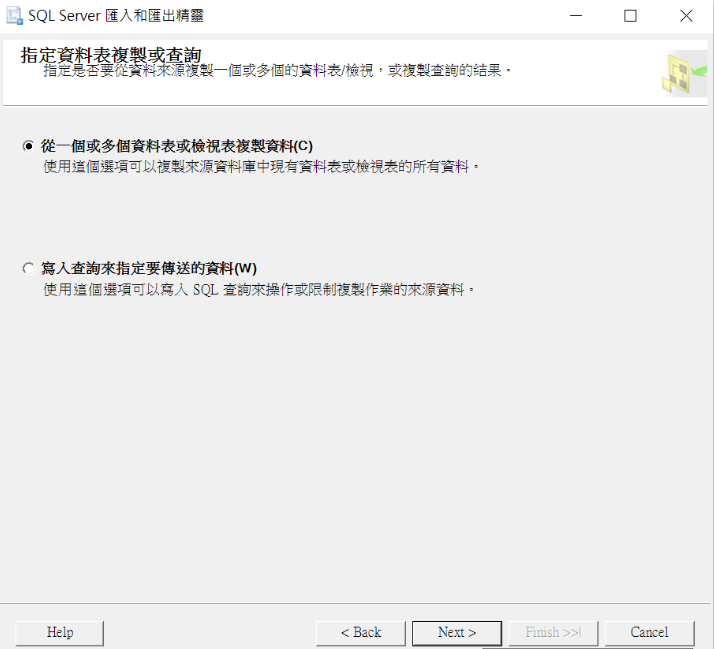 SQL Server 匯入和匯出精靈
指定資料表複製或查詢
指定是否要從資料來源複製一個或多個的資料表/檢視，或複製查詢的結果。
從一個或多個資料表或檢視表複製資料(C)
使用這個選項可以複製來源資料庫中現有資料表或檢視表的所有資料。
寫入查詢來指定要傳送的資料(W)
使用這個選項可以寫入 SQL 查詢來操作或限制複製作業的來源資料。
Help < Back Next > Finish >>| Cancel